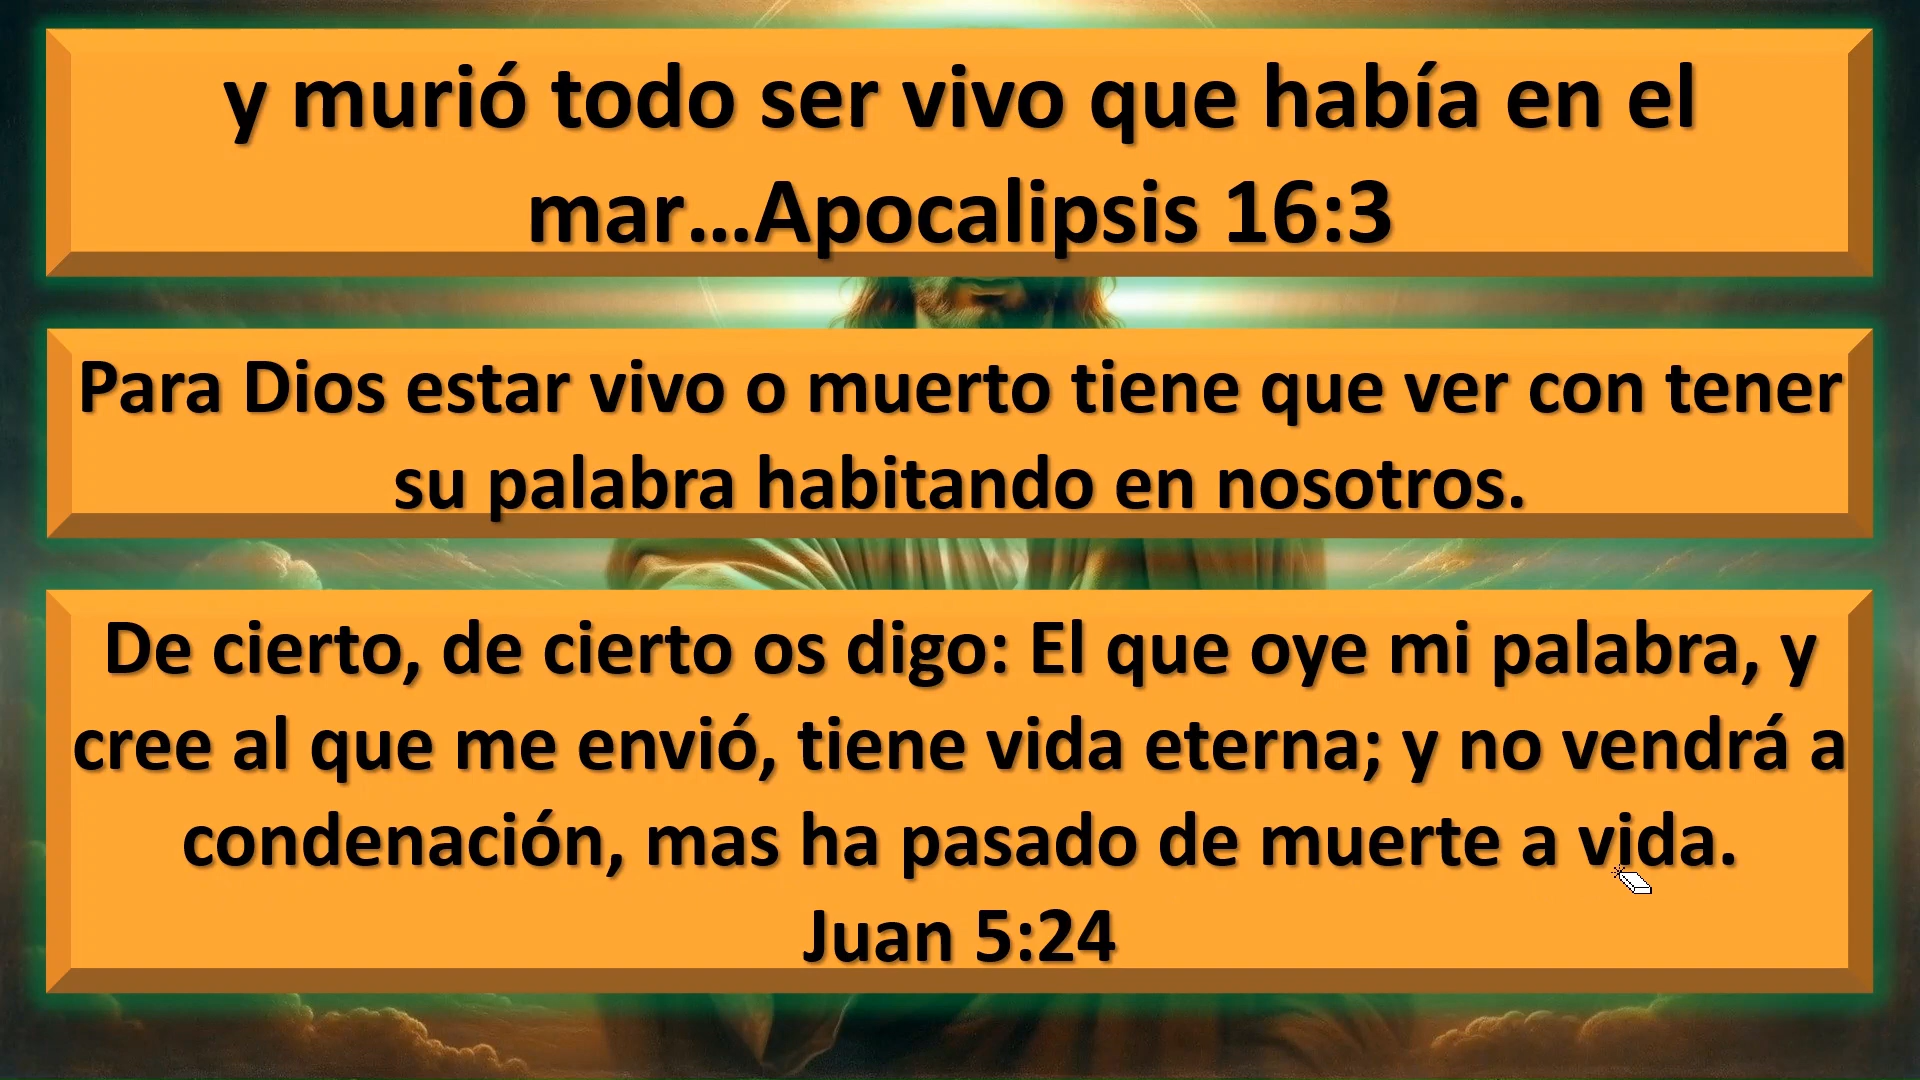 y murió todo ser vivo que había en el
mar...Apocalipsis 16:3
Para Dios estar vivo o muerto tiene que ver con tener
su palabra habitando en nosotros.
De cierto, de cierto os digo: El que oye mi palabra, y
cree al que me envió, tiene vida eterna; y no vendrá a
condenación, mas ha pasado de muerte a vida.
Juan 5:24